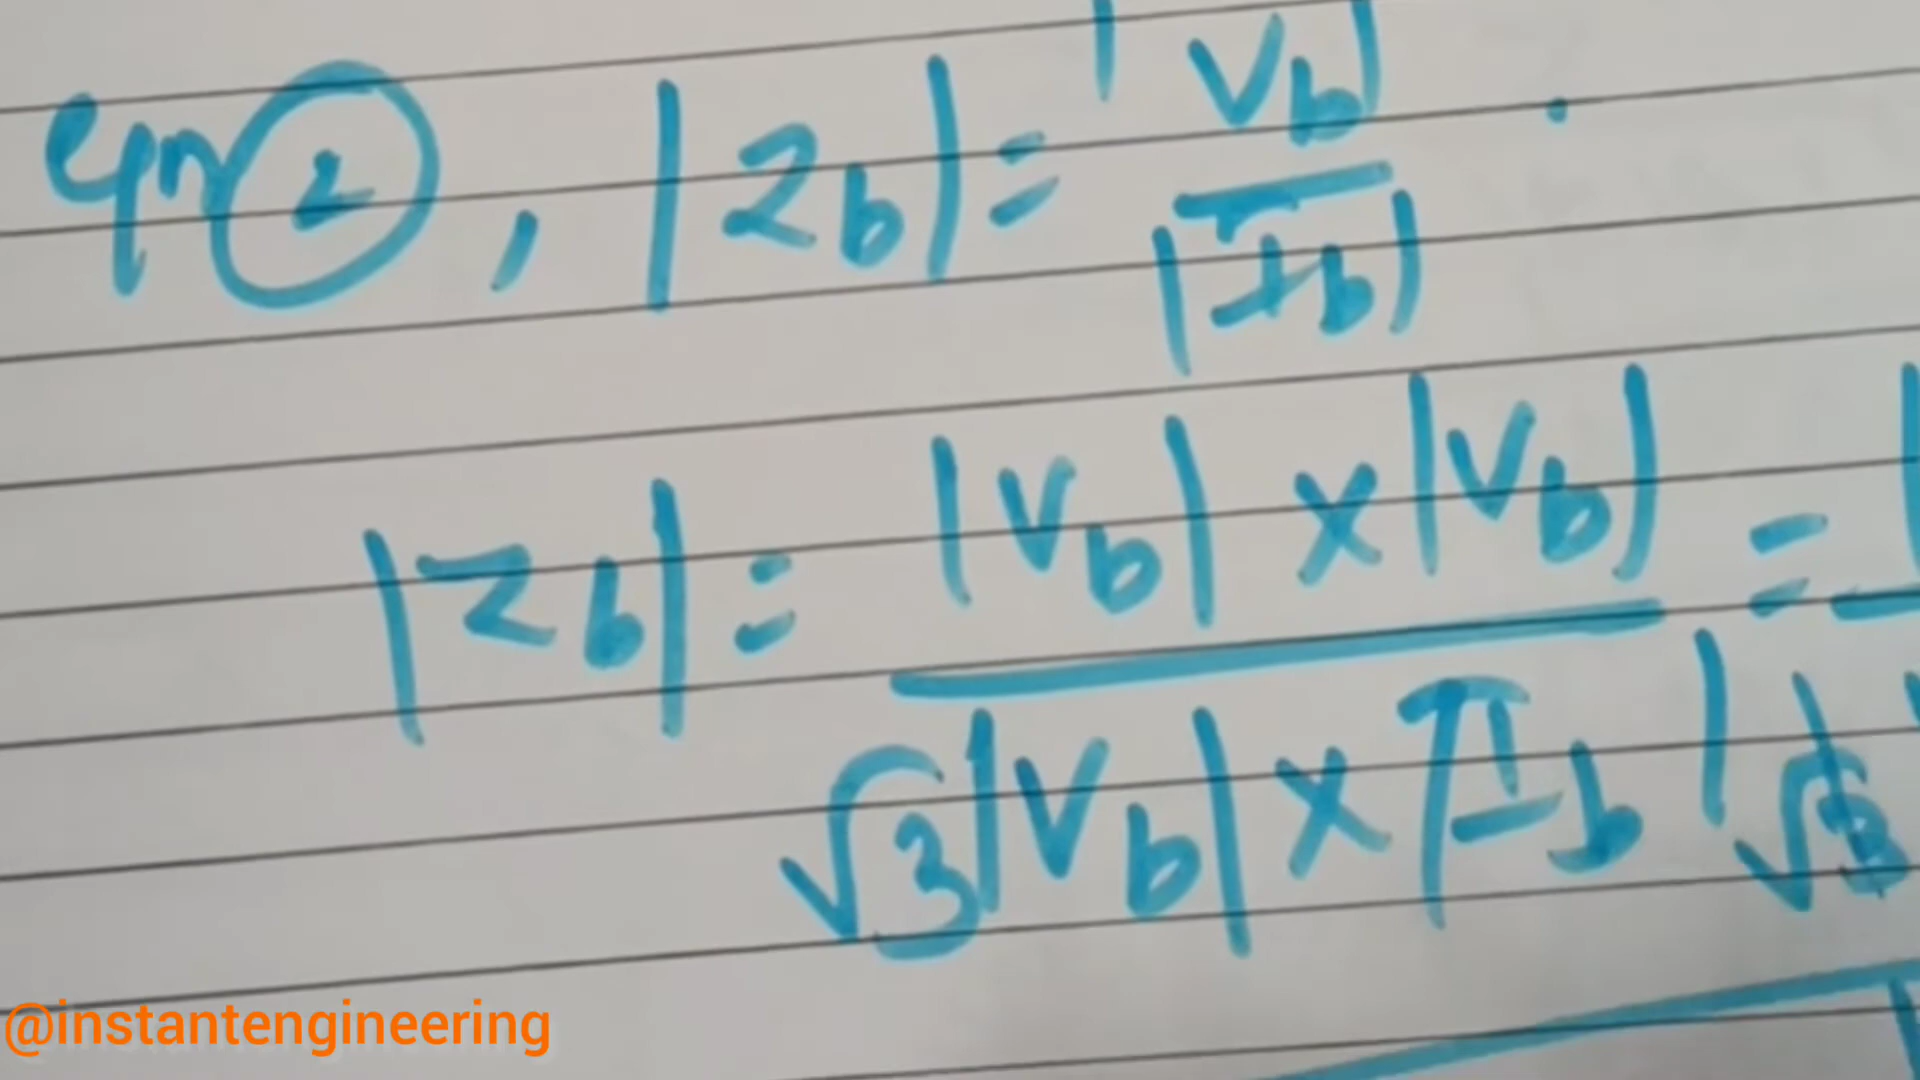 eqn ②, |Zb| = |Vb| / |Ib|
|Zb| = |Vb| x |Vb| / √3 |Vb| x |Ib| =
@instantengineering